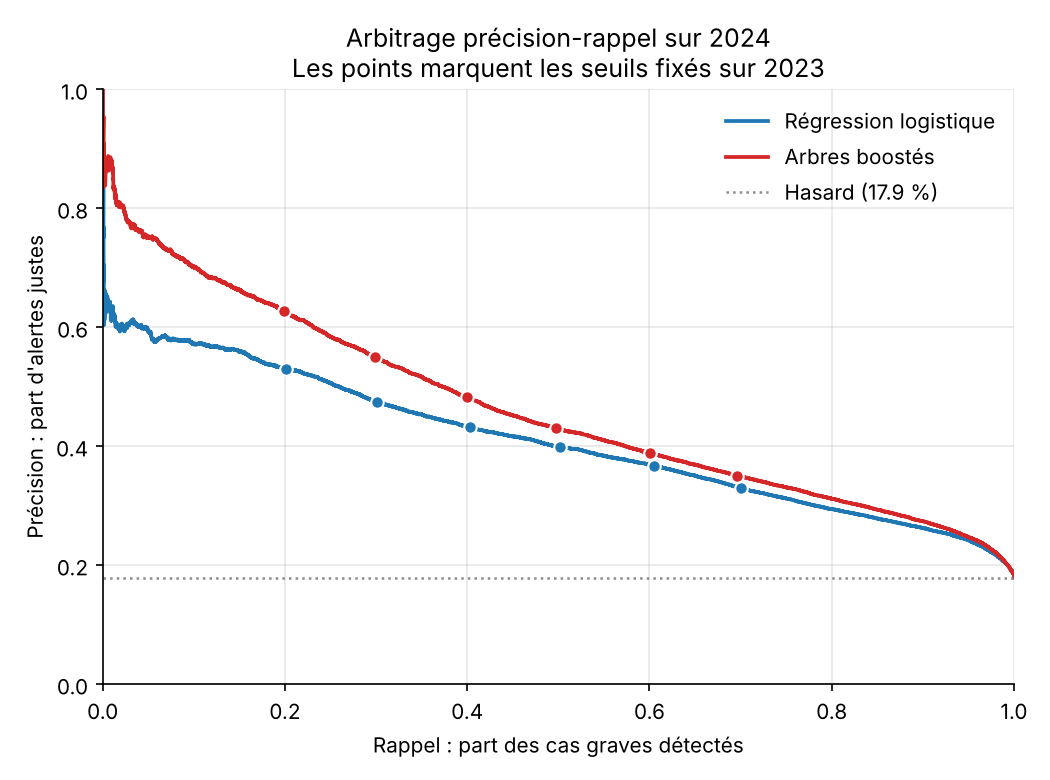 Arbitrage précision-rappel sur 2024
Les points marquent les seuils fixés sur 2023
Régression logistique
Arbres boostés
Hasard (17.9 %)
Précision : part d'alertes justes
1.0
0.8
0.6
0.4
0.2
0.0
0.0 0.2 0.4 0.6 0.8 1.0
Rappel : part des cas graves détectés